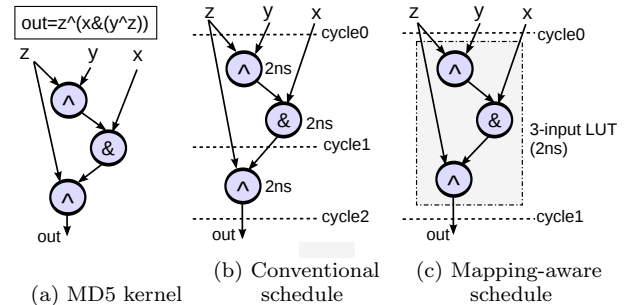 out=z^(x&(y^z))
z
y
x
^
&
^
out
(a) MD5 kernel
z
y
x
cycle0
^
2ns
&
2ns
cycle1
^
2ns
cycle2
out
(b) Conventional
schedule
z
y
x
cycle0
^
&
3-input LUT
(2ns)
^
cycle1
out
(c) Mapping-aware
schedule